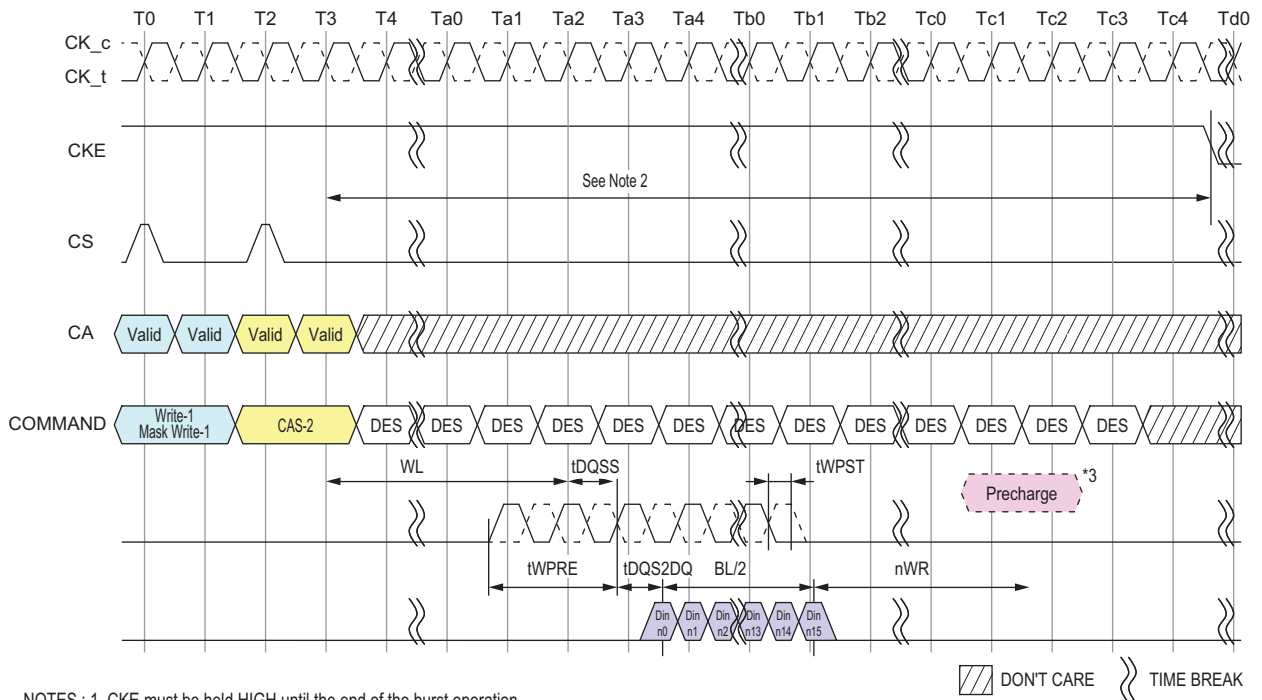 T0 T1 T2 T3 T4 Ta0 Ta1 Ta2 Ta3 Ta4 Tb0 Tb1 Tb2 Tc0 Tc1 Tc2 Tc3 Tc4 Td0
CK_c
CK_t
CKE
See Note 2
CS
CA Valid Valid Valid Valid
COMMAND Write-1 Mask Write-1 CAS-2 DES DES DES DES DES DES DES DES DES DES DES DES DES
WL tDQSS tWPST
Precharge *3
tWPRE tDQS2DQ BL/2 nWR
Din n0 Din n1 Din n2 Din n13 Din n14 Din n15
DON'T CARE TIME BREAK
NOTES : 1. CKE must be held HIGH until the end of the burst operation.